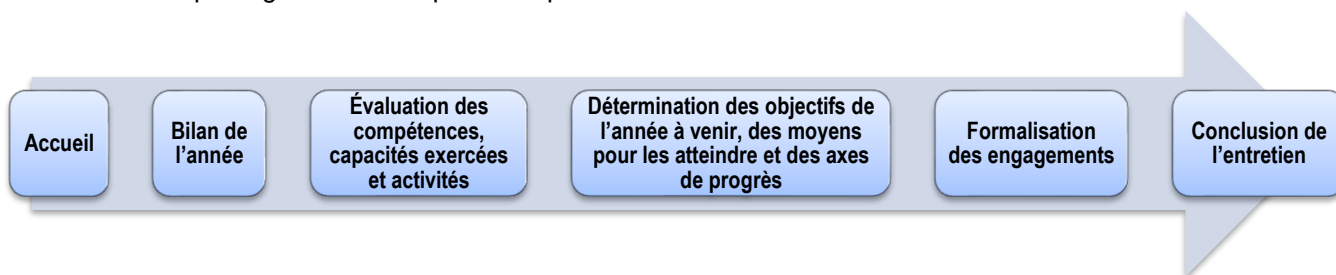 Accueil
Bilan de
l'année
Évaluation des
compétences,
capacités exercées
et activités
Détermination des objectifs de
l'année à venir, des moyens
pour les atteindre et des axes
de progrès
Formalisation
des engagements
Conclusion de
l'entretien